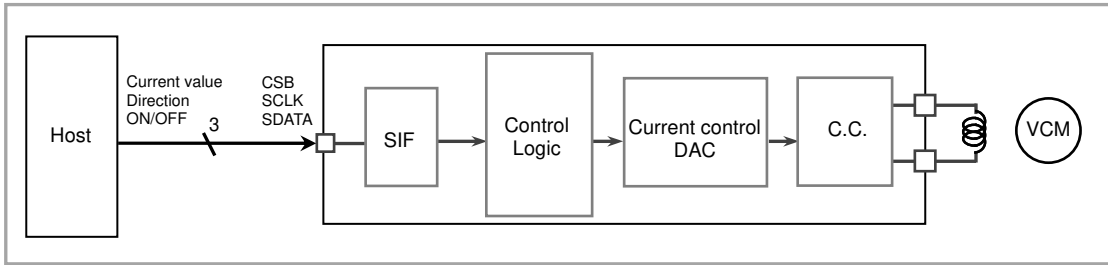 Host
Current value
Direction
ON/OFF
3
CSB
SCLK
SDATA
SIF
Control
Logic
Current control
DAC
C.C.
VCM